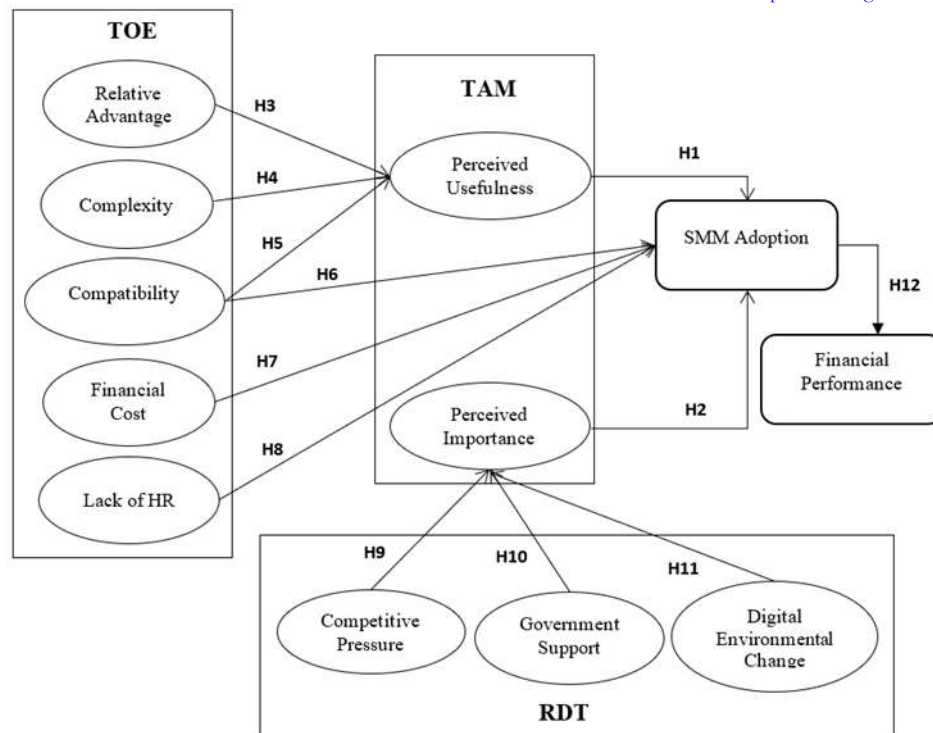 TOE
Relative
Advantage
Complexity
Compatibility
Financial
Cost
Lack of HR
H3
H4
H5
H6
H7
H8
TAM
Perceived
Usefulness
Perceived
Importance
H1
SMM Adoption
H12
Financial
Performance
H2
H9
H10
H11
Competitive
Pressure
Government
Support
Digital
Environmental
Change
RDT